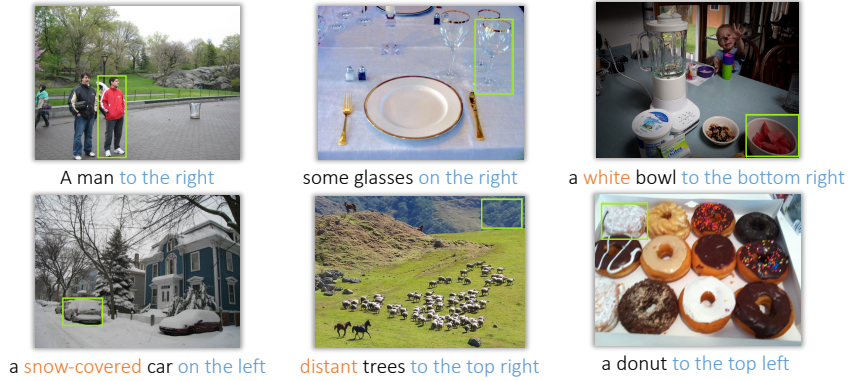 A man to the right
some glasses on the right
a white bowl to the bottom right
a snow-covered car on the left
distant trees to the top right
a donut to the top left